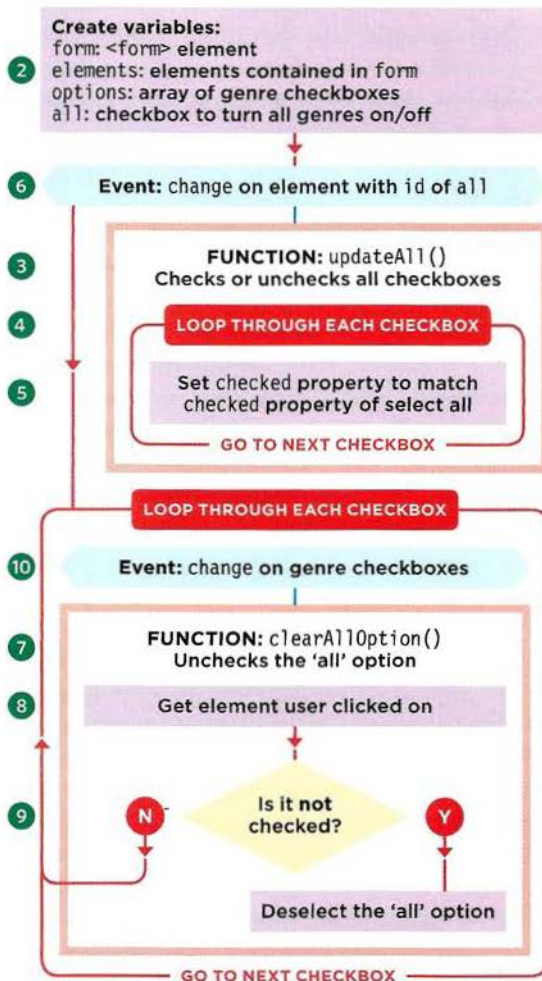 Create variables:
form: <form> element
2
elements: elements contained in form
options: array of genre checkboxes
all: checkbox to turn all genres on/off
6
Event: change on element with id of all
3
FUNCTION: updateAll()
Checks or unchecks all checkboxes
4
LOOP THROUGH EACH CHECKBOX
5
Set checked property to match
checked property of select all
GO TO NEXT CHECKBOX
LOOP THROUGH EACH CHECKBOX
10
Event: change on genre checkboxes
7
FUNCTION: clearAllOption()
Unchecks the ‘all’ option
8
Get element user clicked on
9
N
Is it not
checked?
Y
Deselect the ‘all’ option
GO TO NEXT CHECKBOX